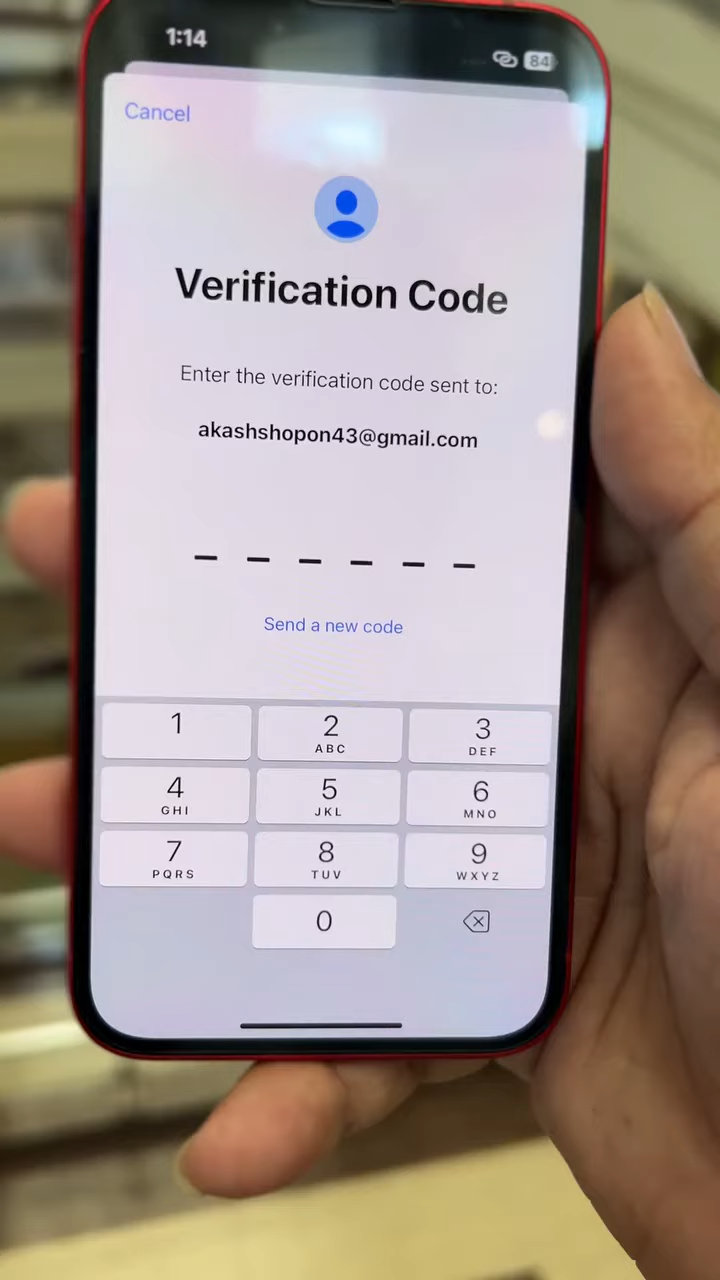 1:14
84
Cancel
Verification Code
Enter the verification code sent to:
akashshopon43@gmail.com
Send a new code
1
2
ABC
3
DEF
4
GHI
5
JKL
6
MNO
7
PQRS
8
TUV
9
WXYZ
0